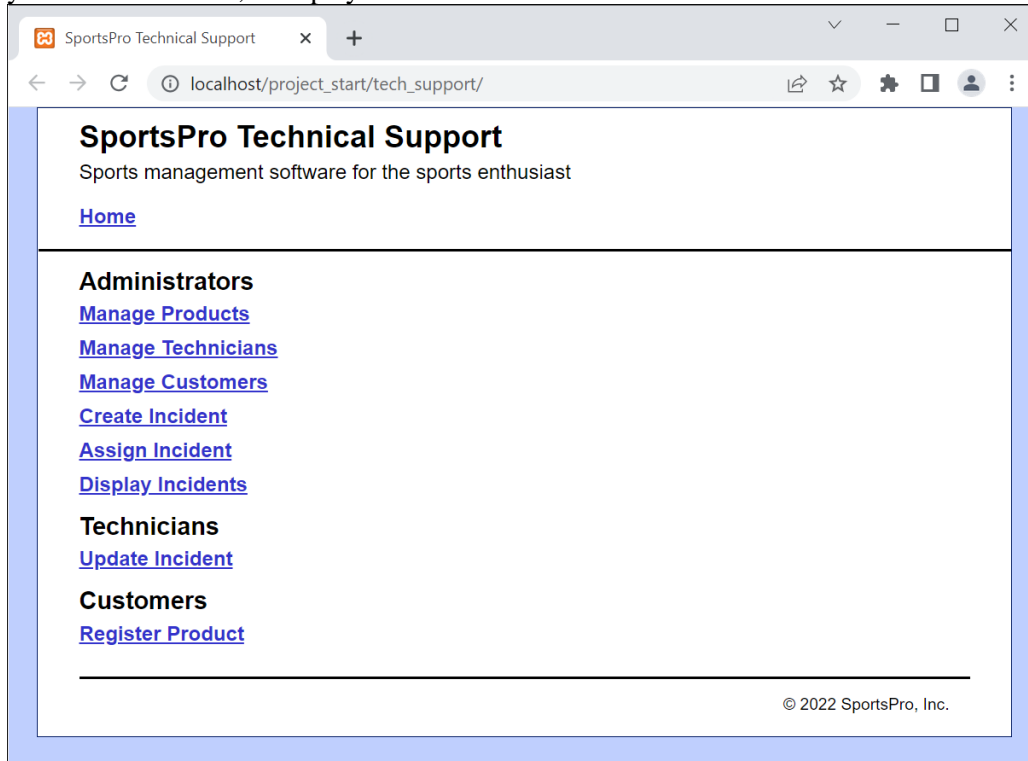 SportsPro Technical Support
localhost/project_start/tech_support/
SportsPro Technical Support
Sports management software for the sports enthusiast
Home
Administrators
Manage Products
Manage Technicians
Manage Customers
Create Incident
Assign Incident
Display Incidents
Technicians
Update Incident
Customers
Register Product
© 2022 SportsPro, Inc.